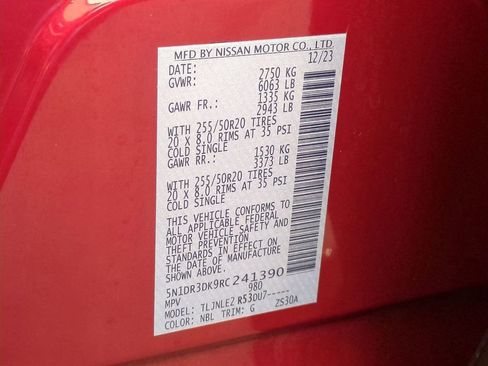 MFD BY NISSAN MOTOR CO., LTD.
DATE: 12/23
GVWR: 2750 KG
6063 LB
GAWR FR.: 1335 KG
2943 LB
WITH 255/50R20 TIRES
20 X 8.0 RIMS AT 35 PSI
COLD SINGLE
GAWR RR.: 1530 KG
3373 LB
WITH 255/50R20 TIRES
20 X 8.0 RIMS AT 35 PSI
COLD SINGLE
THIS VEHICLE CONFORMS TO
ALL APPLICABLE FEDERAL
MOTOR VEHICLE SAFETY AND
THEFT PREVENTION
STANDARDS IN EFFECT ON
THE DATE OF MANUFACTURE
SHOWN ABOVE.
5N1DR3DK9RC241390
MPV 980
MODEL: TLJNLE2 R53DU7-----
COLOR: NBL TRIM: G ZS30A